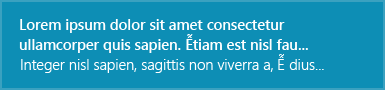 Lorem ipsum dolor sit amet consectetur
ullamcorper quis sapien. Ȇ̃tiam est nisl fau...
Integer nisl sapien, sagittis non viverra a, Ȇ̃ dius...